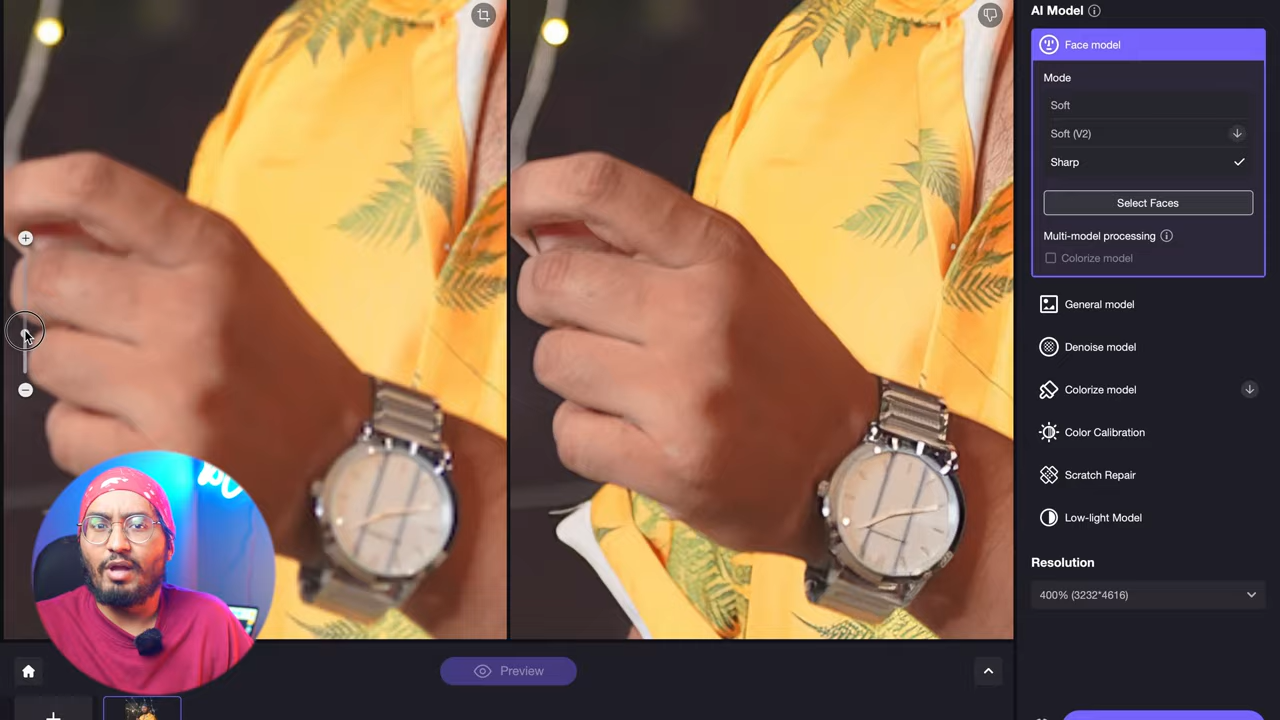 AI Model
Face model
Mode
Soft
Soft (V2)
Sharp
Select Faces
Multi-model processing
Colorize model
General model
Denoise model
Colorize model
Color Calibration
Scratch Repair
Low-light Model
Resolution
400% (3232*4616)
Preview